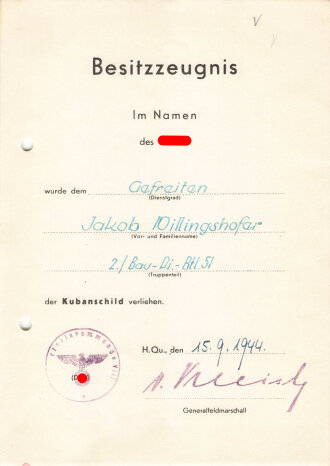 Besitzzeugnis
Im Namen
des
wurde dem Gefreiten
(Dienstgrad)
Jakob Willingshofer
(Vor- und Familienname)
2./Bau-Pi.-Btl. 51
(Truppenteil)
der Kubanschild verliehen.
H.Qu., den 15.9.1944.
Generalfeldmarschall